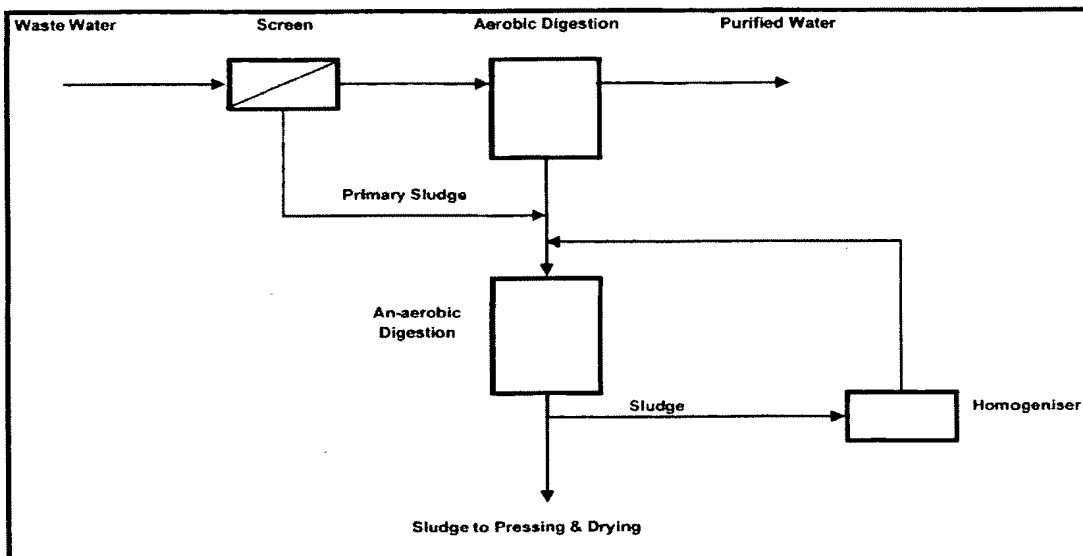 Waste Water
Screen
Aerobic Digestion
Purified Water
Primary Sludge
An-aerobic
Digestion
Sludge
Homogeniser
Sludge to Pressing & Drying